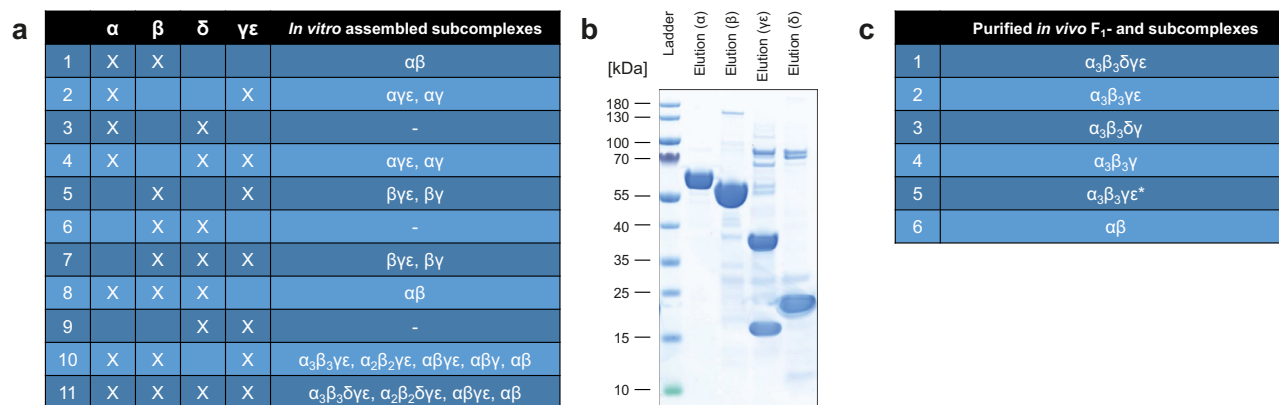 a
α β δ γε In vitro assembled subcomplexes
1 X X αβ
2 X X αγε, αγ
3 X X -
4 X X X αγε, αγ
5 X X βγε, βγ
6 X X -
7 X X X βγε, βγ
8 X X X αβ
9 X X -
10 X X X α₃β₃γε, α₂β₂γε, αβγε, αβγ, αβ
11 X X X X α₃β₃δγε, α₂β₂δγε, αβγε, αβ
b
Ladder
Elution (α)
Elution (β)
Elution (γε)
Elution (δ)
[kDa]
180
130
100
70
55
40
35
25
15
10
c
Purified in vivo F₁- and subcomplexes
1 α₃β₃δγε
2 α₃β₃γε
3 α₃β₃δγ
4 α₃β₃γ
5 α₃β₃γε*
6 αβ